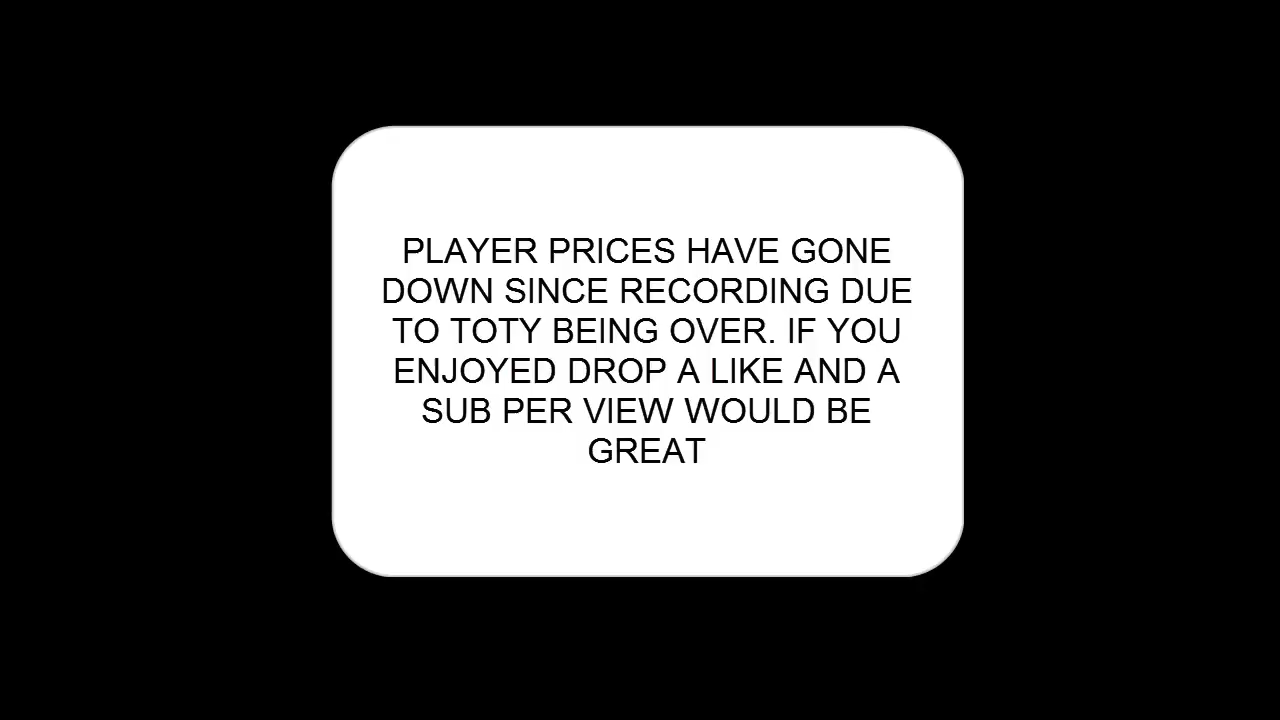 PLAYER PRICES HAVE GONE
DOWN SINCE RECORDING DUE
TO TOTY BEING OVER. IF YOU
ENJOYED DROP A LIKE AND A
SUB PER VIEW WOULD BE
GREAT